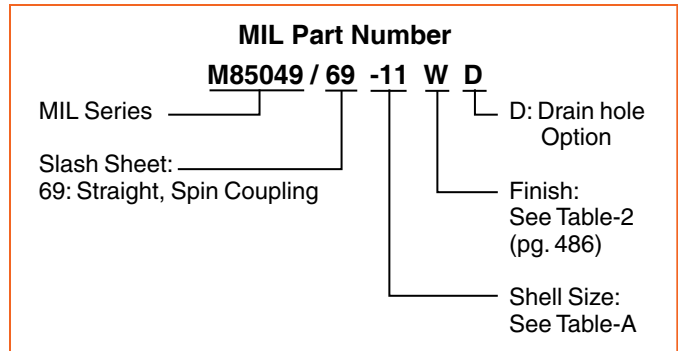 MIL Part Number
M85049 / 69 -11 W D
MIL Series
D: Drain hole
Option
Slash Sheet:
69: Straight, Spin Coupling
Finish:
See Table-2
(pg. 486)
Shell Size:
See Table-A